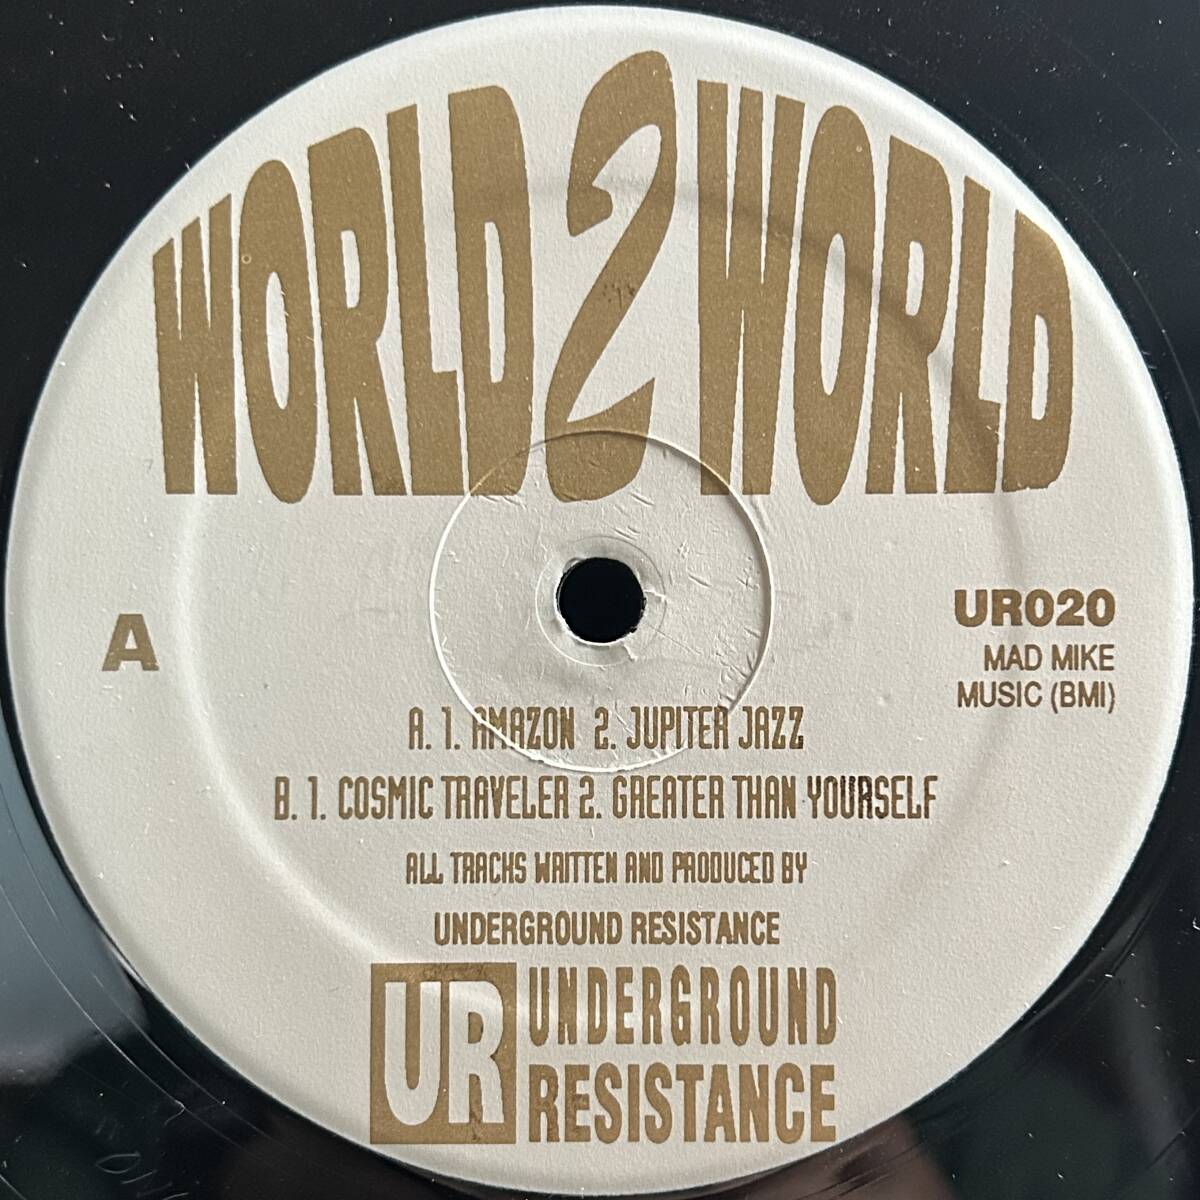 WORLD 2 WORLD
A
UR020
MAD MIKE
MUSIC (BMI)
A. 1. AMAZON 2. JUPITER JAZZ
B. 1. COSMIC TRAVELER 2. GREATER THAN YOURSELF
ALL TRACKS WRITTEN AND PRODUCED BY
UNDERGROUND RESISTANCE
UR UNDERGROUND
RESISTANCE